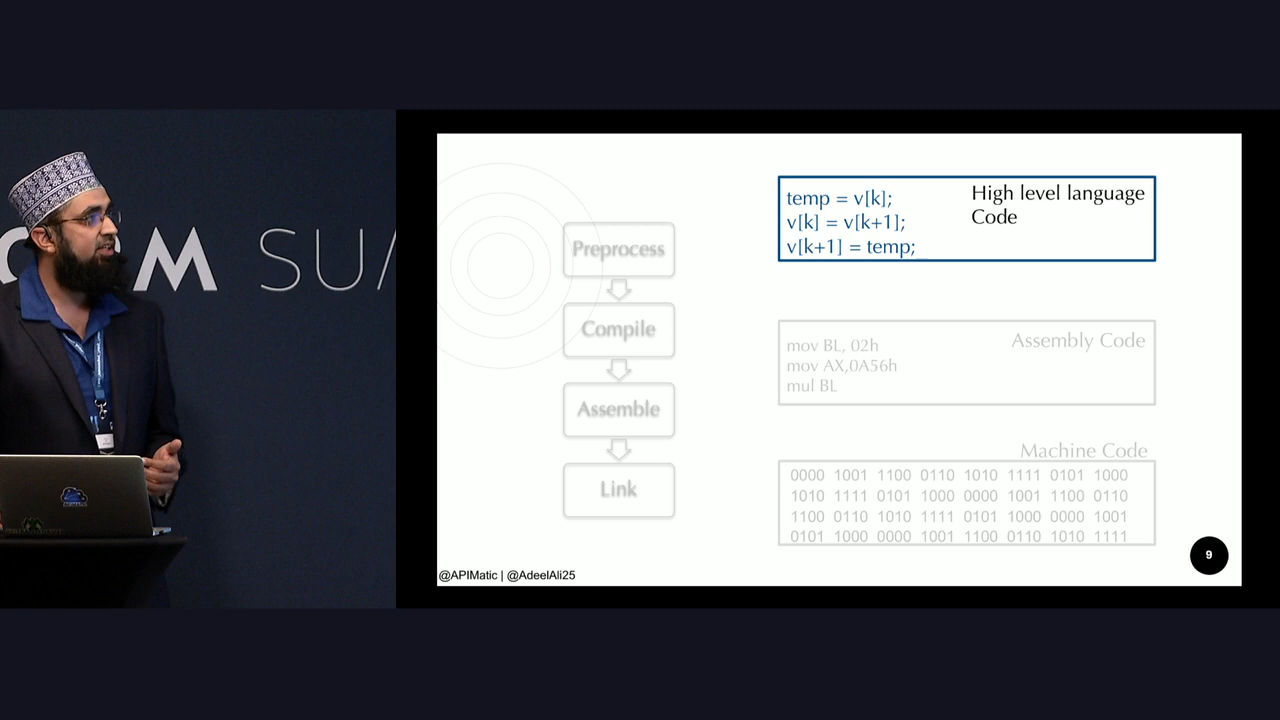 OM SUM
Preprocess
Compile
Assemble
Link
temp = v[k];
v[k] = v[k+1];
v[k+1] = temp;
High level language
Code
Assembly Code
mov BL, 02h
mov AX,0A56h
mul BL
Machine Code
0000 1001 1100 0110 1010 1111 0101 1000
1010 1111 0101 1000 0000 1001 1100 0110
1100 0110 1010 1111 0101 1000 0000 1001
0101 1000 0000 1001 1100 0110 1010 1111
9
@APIMatic | @AdeelAli25